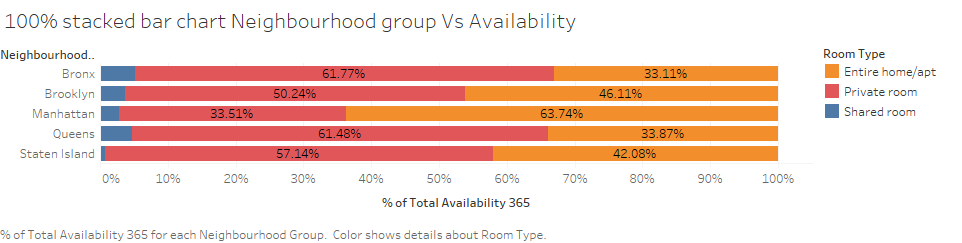 100% stacked bar chart Neighbourhood group Vs Availability
Neighbourhood..
Room Type
Bronx 61.77% 33.11%
Entire home/apt
Brooklyn 50.24% 46.11%
Private room
Manhattan 33.51% 63.74%
Shared room
Queens 61.48% 33.87%
Staten Island 57.14% 42.08%
0% 10% 20% 30% 40% 50% 60% 70% 80% 90% 100%
% of Total Availability 365
% of Total Availability 365 for each Neighbourhood Group. Color shows details about Room Type.